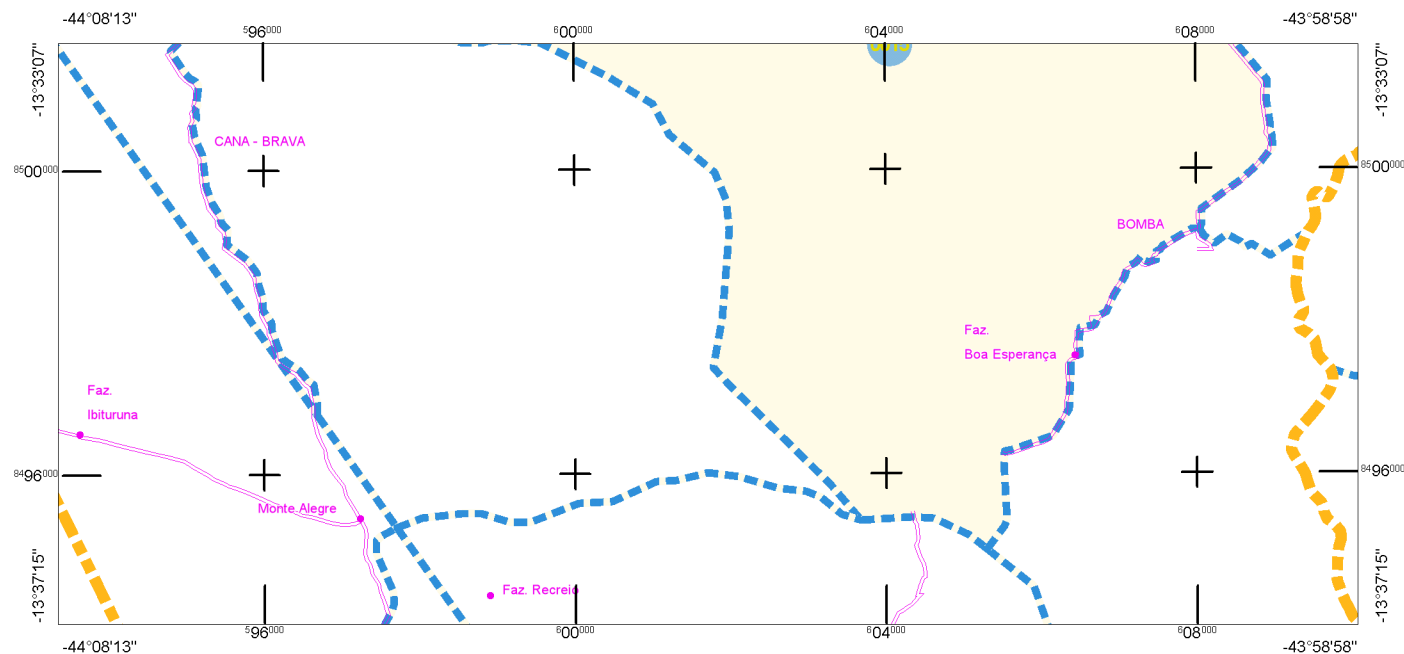 -44°08'13"
-43°58'58"
596000
600000
604000
608000
-13°33'07"
-13°33'07"
0015
CANA - BRAVA
8500000
8500000
BOMBA
Faz.
Boa Esperança
Faz.
Ibituruna
8496000
8496000
Monte Alegre
-13°37'15"
-13°37'15"
Faz. Recreio
596000
600000
604000
608000
-44°08'13"
-43°58'58"